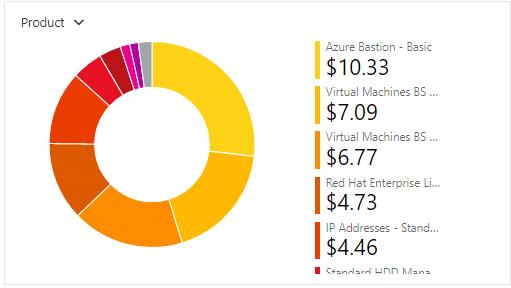 Product
Azure Bastion - Basic
$10.33
Virtual Machines BS ...
$7.09
Virtual Machines BS ...
$6.77
Red Hat Enterprise Li...
$4.73
IP Addresses - Stand...
$4.46
Standard HDD Mana...